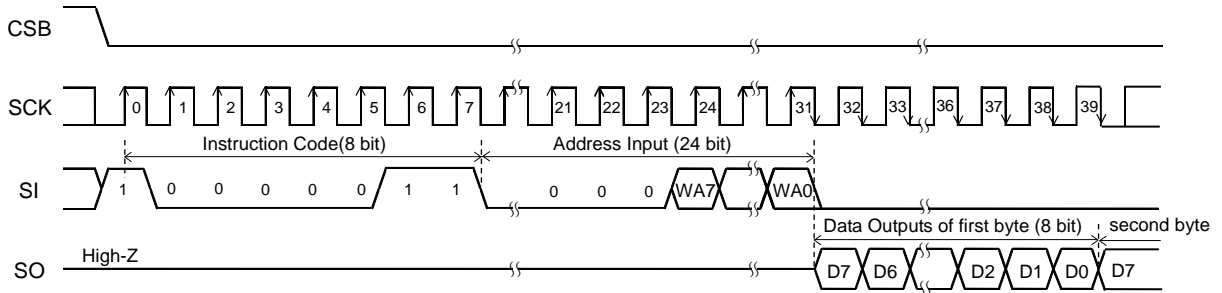 CSB
SCK 0 1 2 3 4 5 6 7 21 22 23 24 31 32 33 36 37 38 39
Instruction Code(8 bit) Address Input (24 bit)
SI 1 0 0 0 0 0 1 1 0 0 0 WA7 WA0
Data Outputs of first byte (8 bit) second byte
High-Z
SO D7 D6 D2 D1 D0 D7